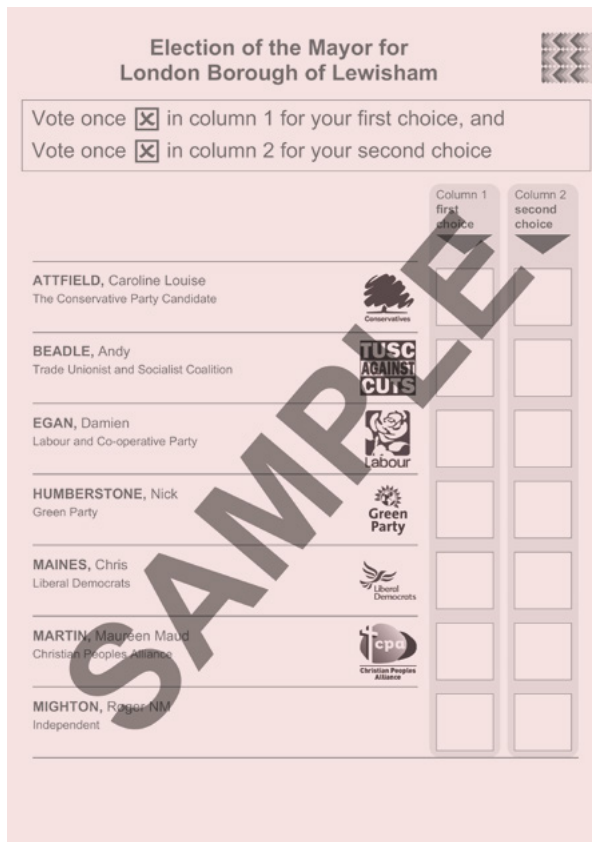 Election of the Mayor for
London Borough of Lewisham
Vote once X in column 1 for your first choice, and
Vote once X in column 2 for your second choice
Column 1
first
choice
Column 2
second
choice
ATTFIELD, Caroline Louise
The Conservative Party Candidate
Conservatives
BEADLE, Andy
Trade Unionist and Socialist Coalition
TUSC
AGAINST
CUTS
EGAN, Damien
Labour and Co-operative Party
Labour
HUMBERSTONE, Nick
Green Party
Green
Party
MAINES, Chris
Liberal Democrats
Liberal
Democrats
MARTIN, Maureen Maud
Christian Peoples Alliance
cpa
Christian Peoples
Alliance
MIGHTON, Roger NM
Independent
SAMPLE